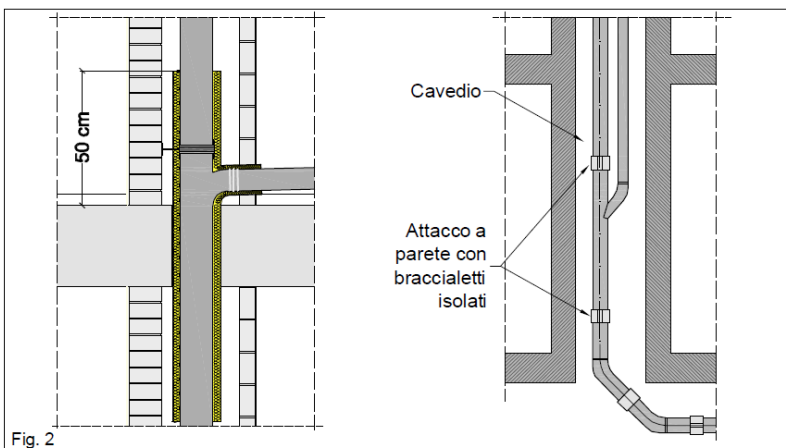 50 cm
Cavedio
Attacco a
parete con
braccialetti
isolati
Fig. 2